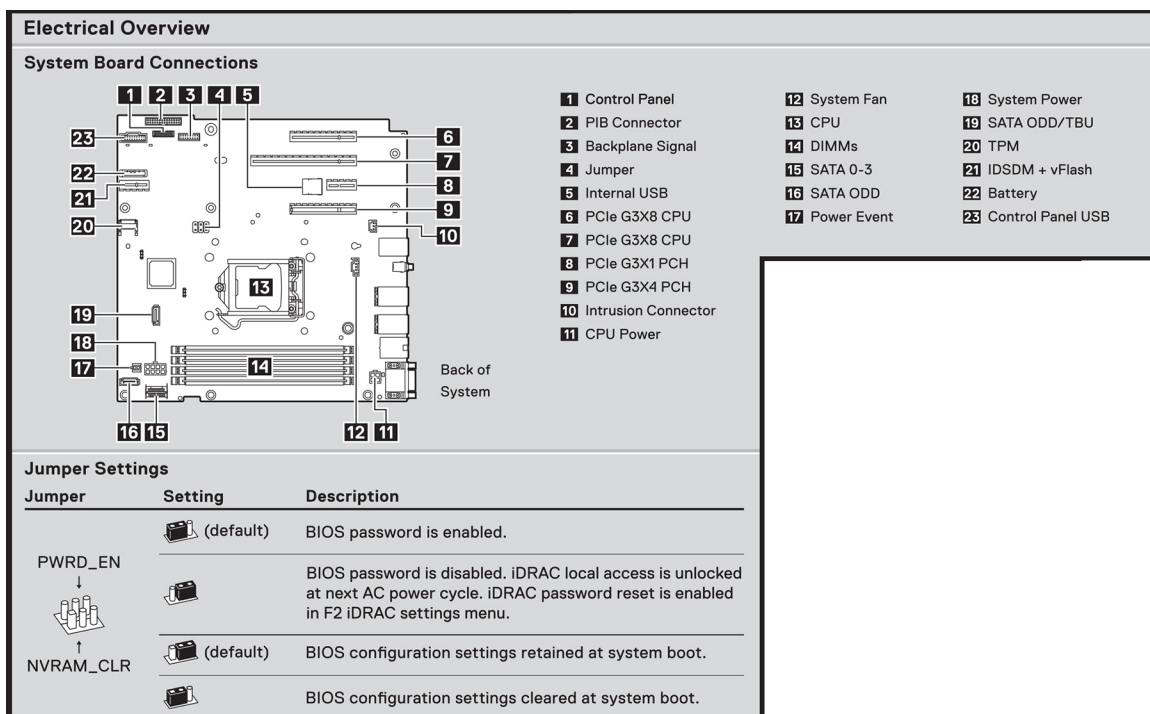 Electrical Overview
System Board Connections
1 2 3 4 5
23
22
21
20
19
18
17
16 15
6
7
8
9
10
13
14
12 11
Back of
System
1 Control Panel
2 PIB Connector
3 Backplane Signal
4 Jumper
5 Internal USB
6 PCIe G3X8 CPU
7 PCIe G3X8 CPU
8 PCIe G3X1 PCH
9 PCIe G3X4 PCH
10 Intrusion Connector
11 CPU Power
12 System Fan
13 CPU
14 DIMMs
15 SATA 0-3
16 SATA ODD
17 Power Event
18 System Power
19 SATA ODD/TBU
20 TPM
21 IDSDM + vFlash
22 Battery
23 Control Panel USB
Jumper Settings
Jumper Setting Description
PWRD_EN
NVRAM_CLR
(default) BIOS password is enabled.
BIOS password is disabled. iDRAC local access is unlocked
at next AC power cycle. iDRAC password reset is enabled
in F2 iDRAC settings menu.
(default) BIOS configuration settings retained at system boot.
BIOS configuration settings cleared at system boot.